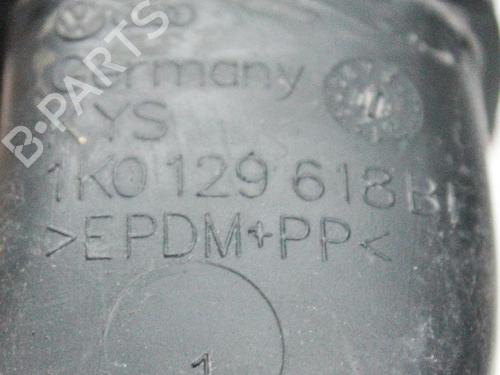 Germany
YS
1K0 129 618
>EPDM+PP<
1
B-PARTS